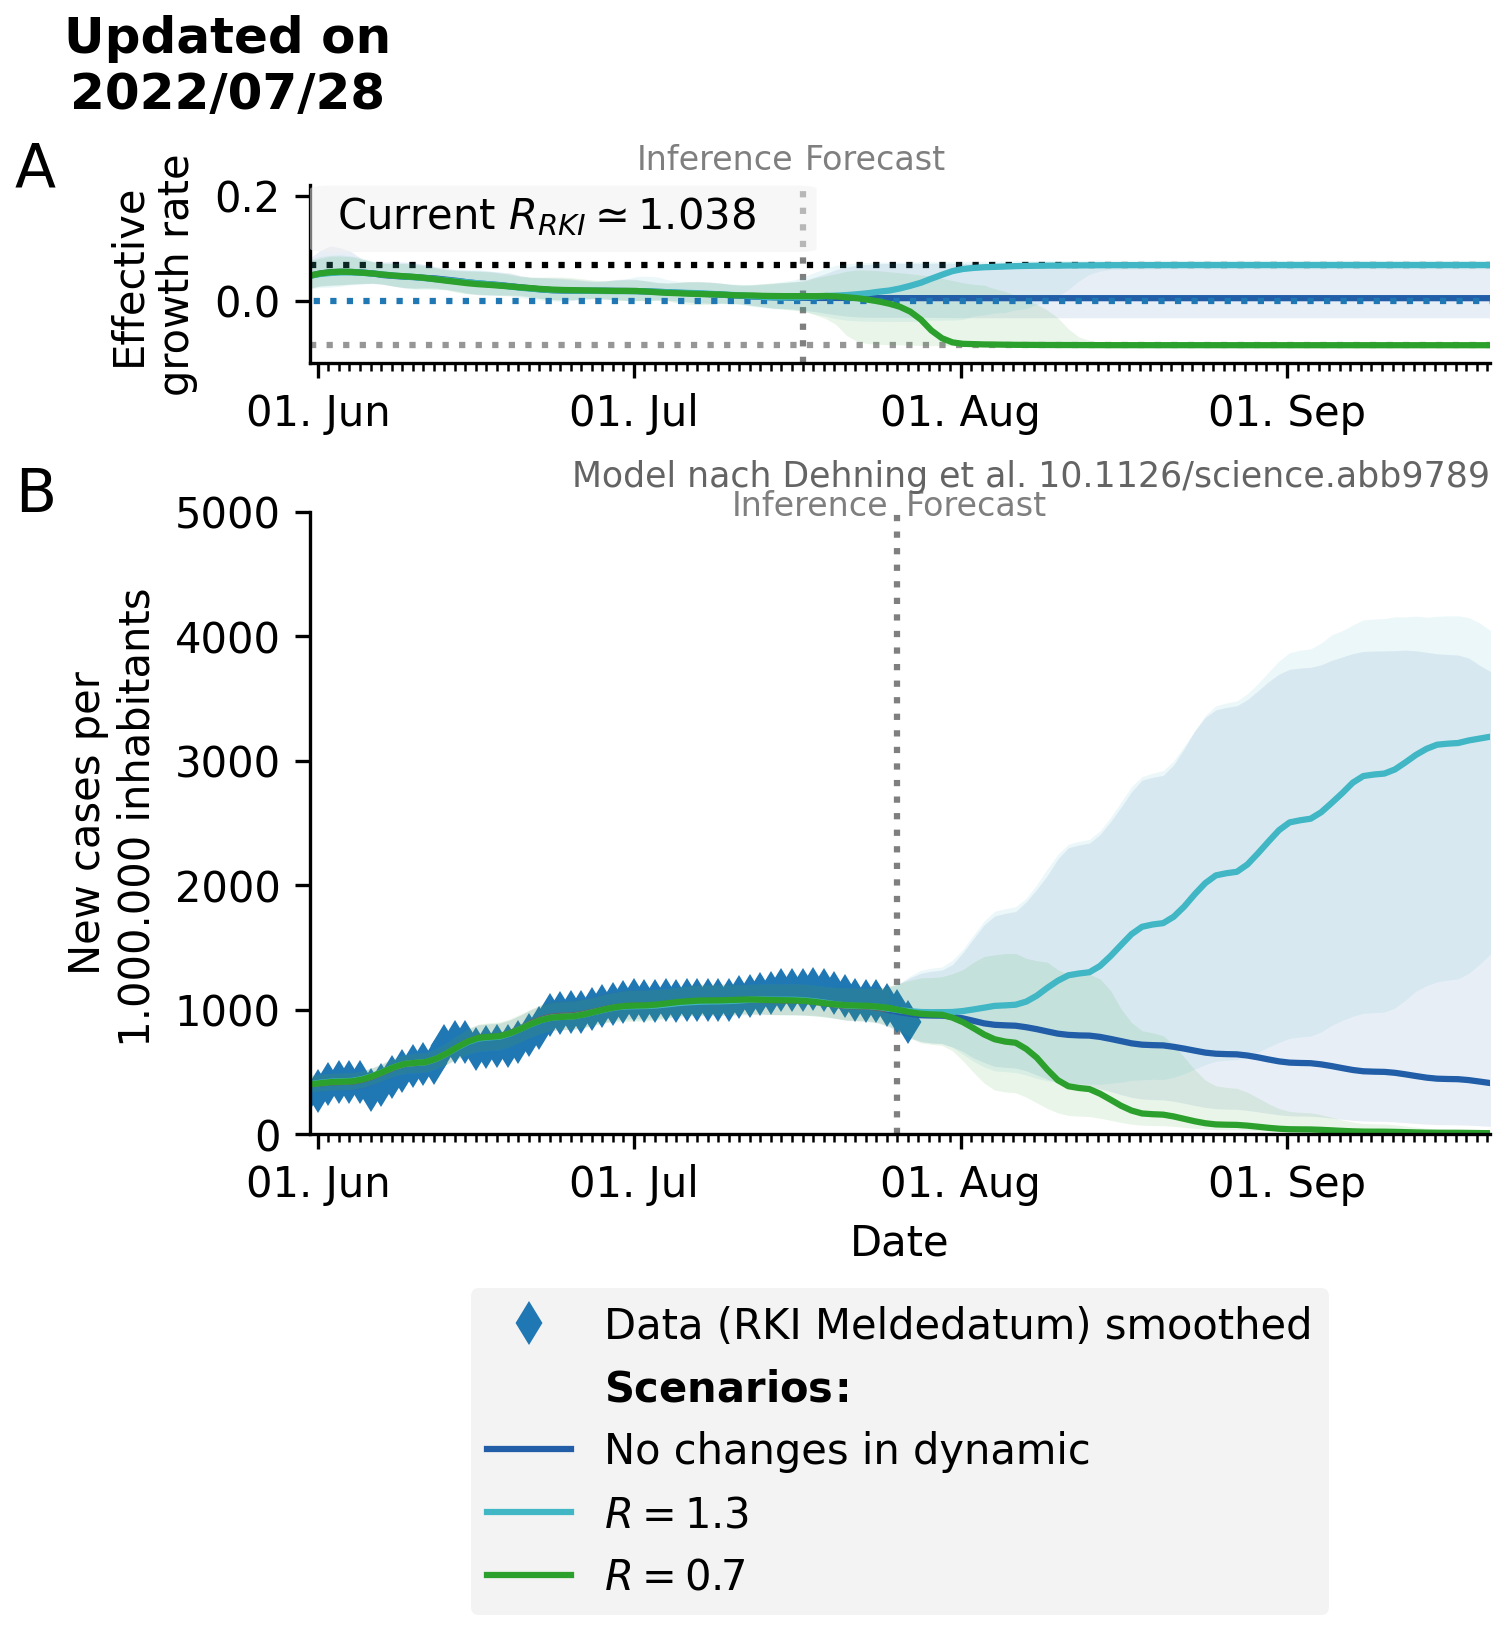 Updated on
2022/07/28
A
Inference Forecast
Effective
growth rate
0.2
0.0
Current R_{RKI} ≃ 1.038
01. Jun 01. Jul 01. Aug 01. Sep
B
Model nach Dehning et al. 10.1126/science.abb9789
Inference Forecast
New cases per
1.000.000 inhabitants
5000
4000
3000
2000
1000
0
01. Jun 01. Jul 01. Aug 01. Sep
Date
Data (RKI Meldedatum) smoothed
Scenarios:
No changes in dynamic
R = 1.3
R = 0.7